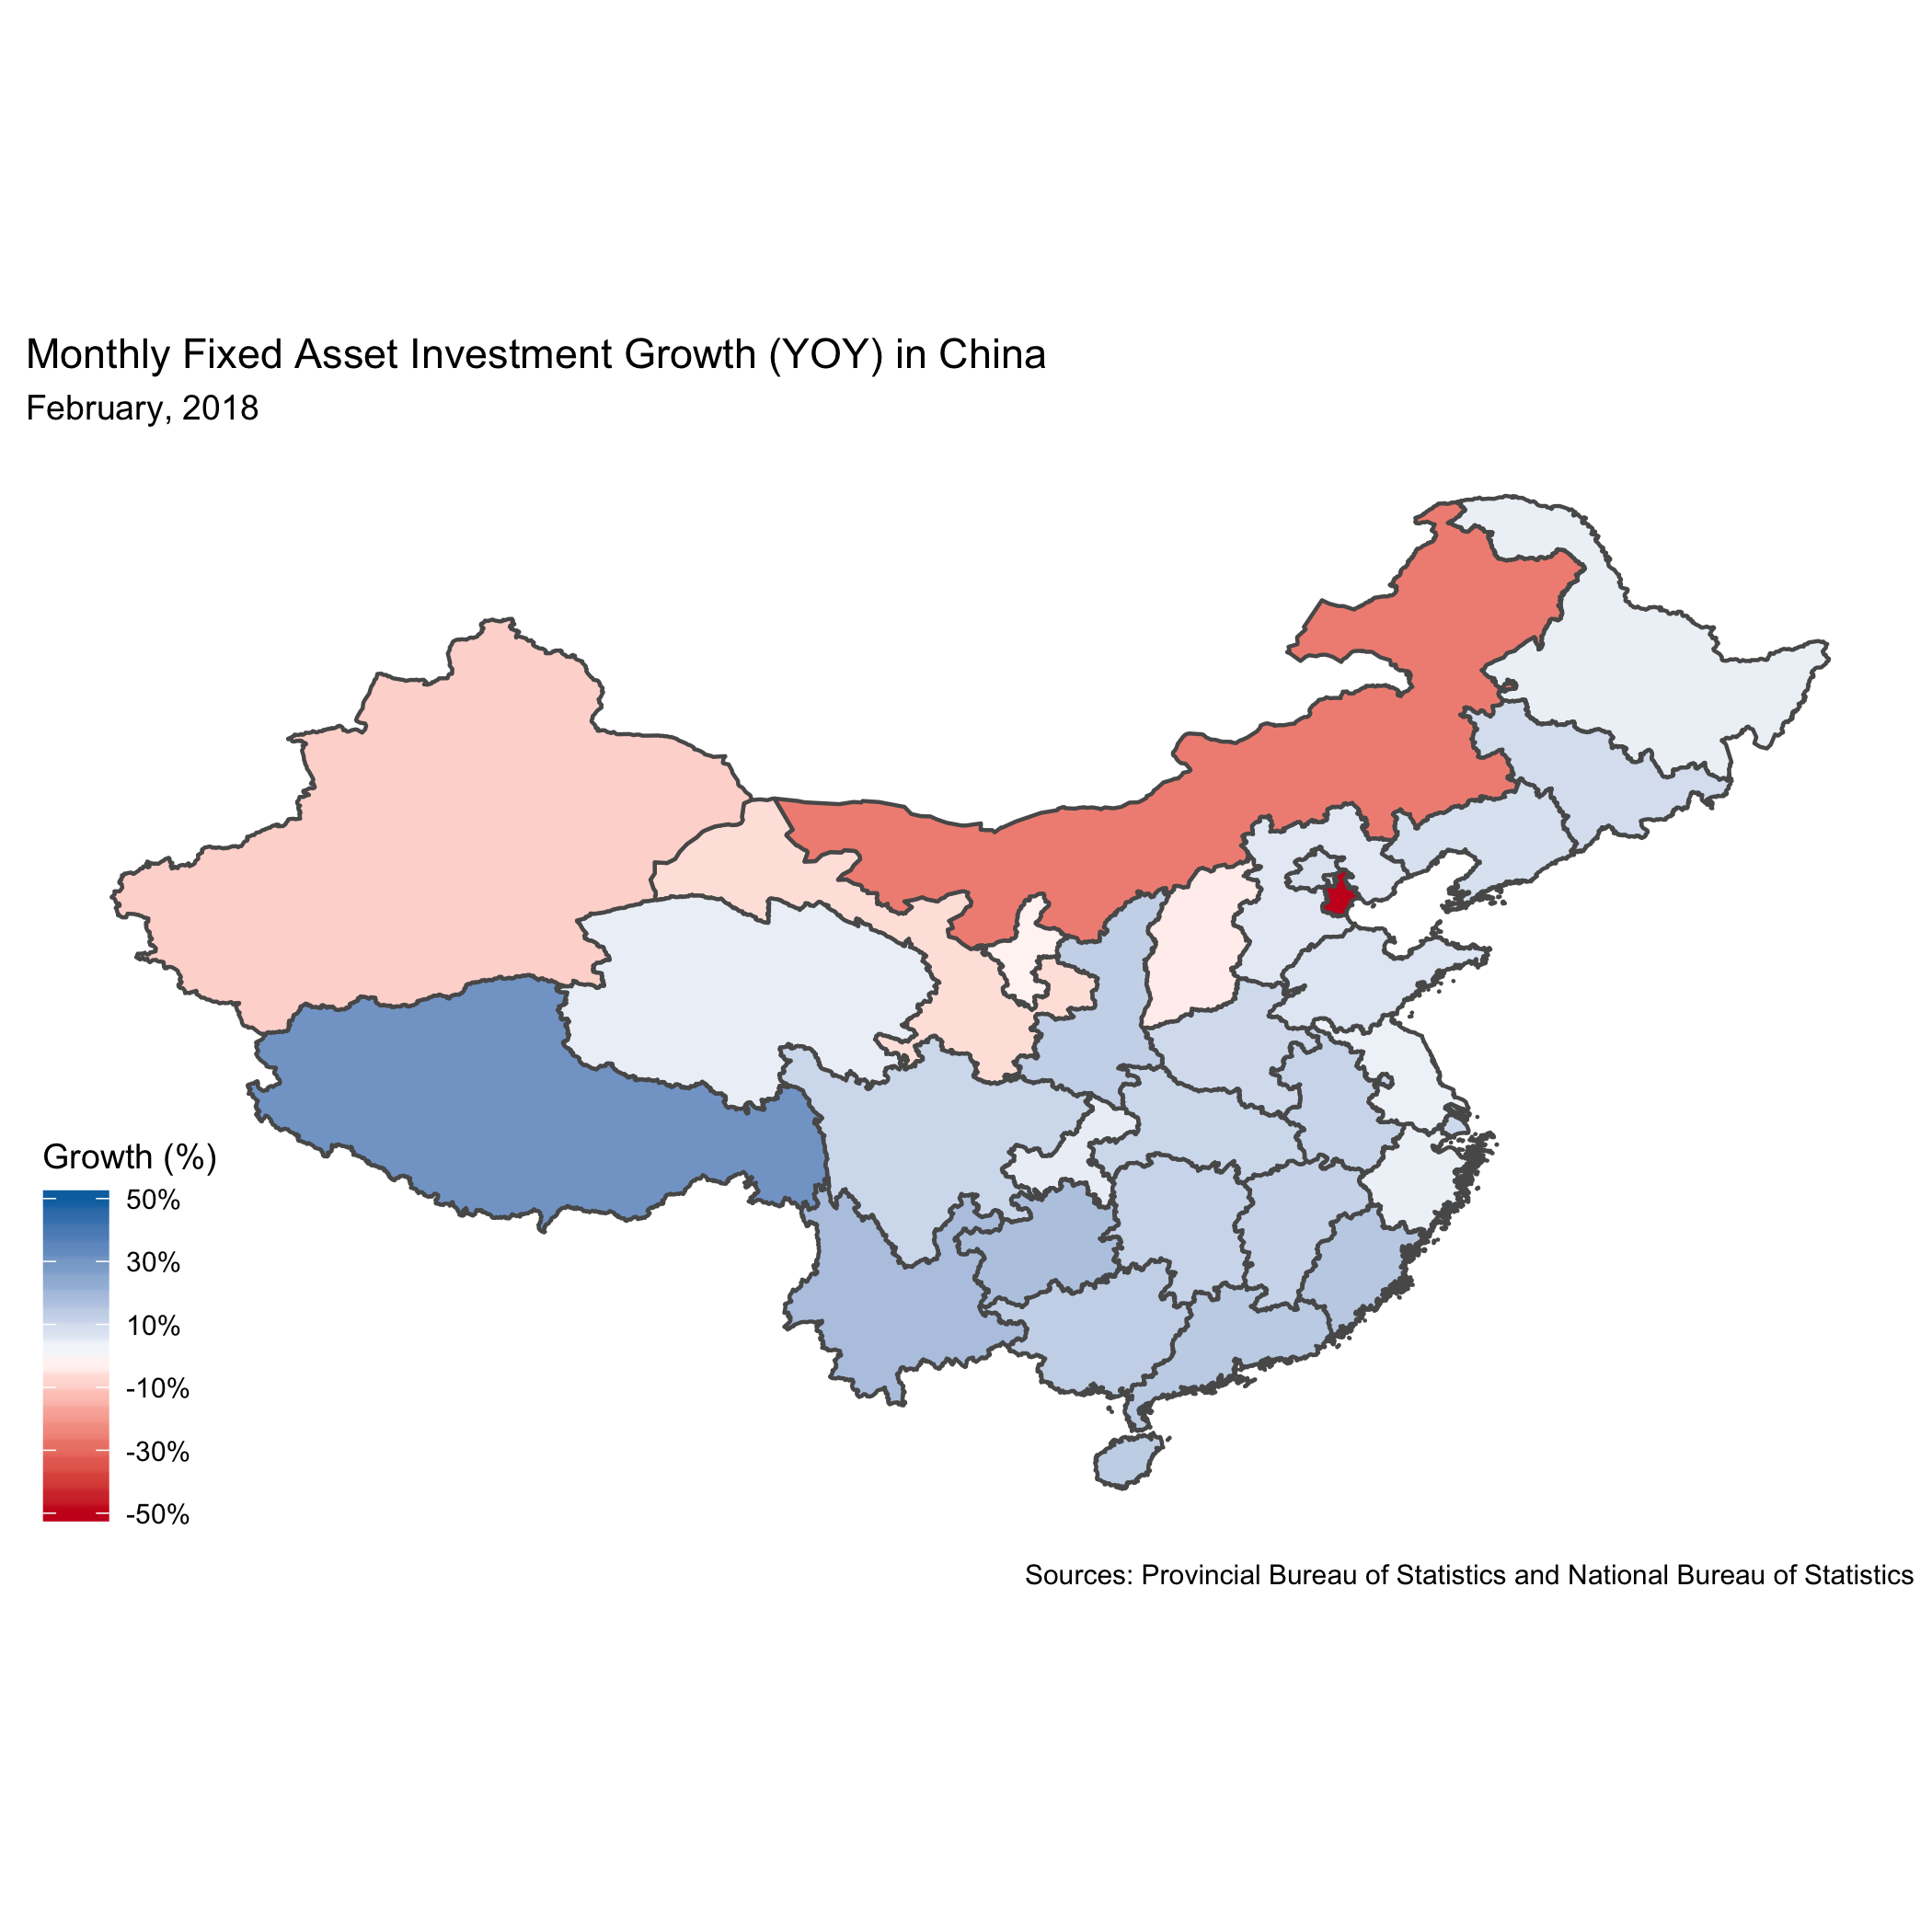 Monthly Fixed Asset Investment Growth (YOY) in China
February, 2018
Growth (%)
50%
30%
10%
-10%
-30%
-50%
Sources: Provincial Bureau of Statistics and National Bureau of Statistics